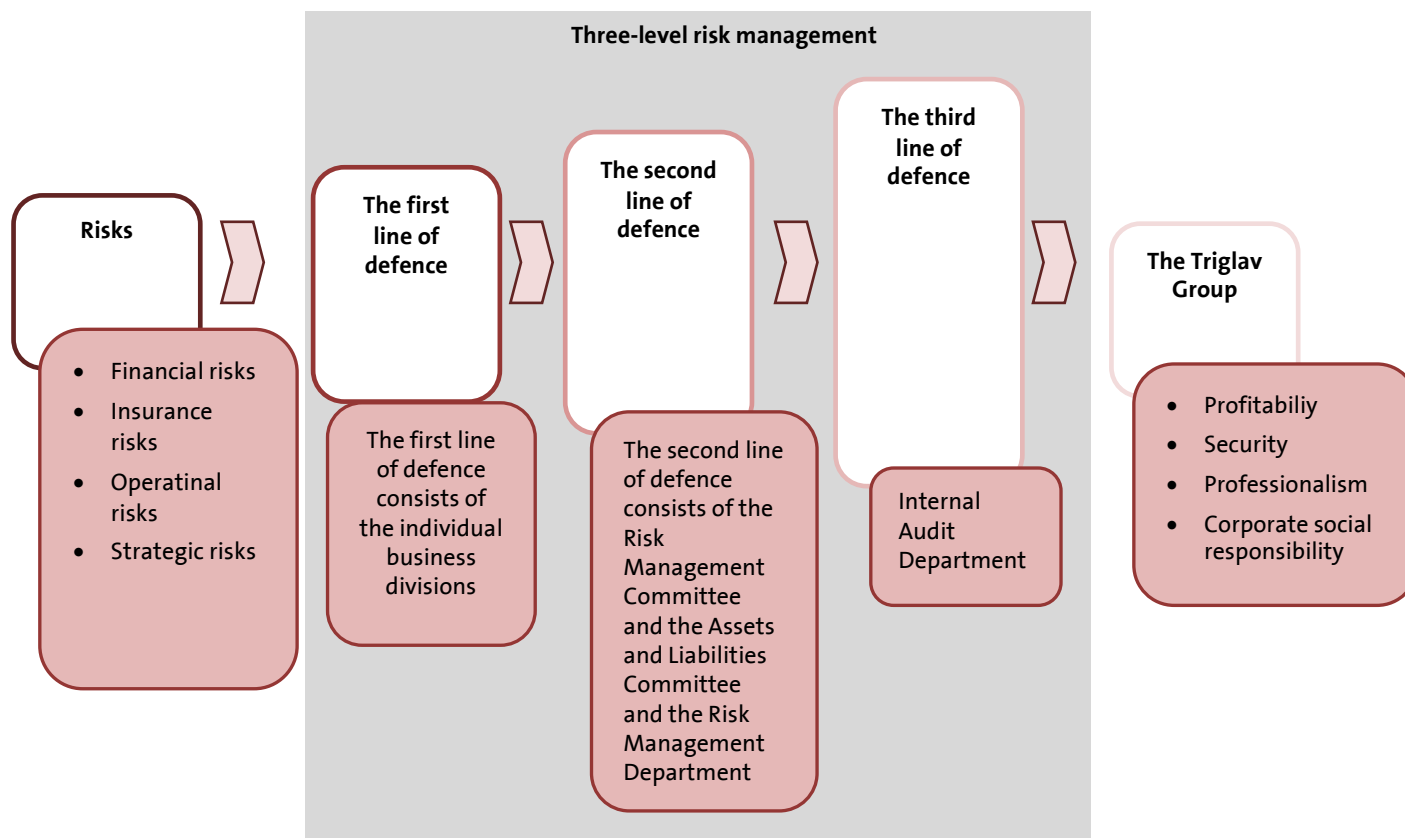 Three-level risk management
Risks
• Financial risks
• Insurance
risks
• Operatinal
risks
• Strategic risks
The first
line of
defence
The first line
of defence
consists of
the individual
business
divisions
The second
line of
defence
The second line
of defence
consists of the
Risk
Management
Committee
and the Assets
and Liabilities
Committee
and the Risk
Management
Department
The third
line of
defence
Internal
Audit
Department
The Triglav
Group
• Profitabiliy
• Security
• Professionalism
• Corporate social
responsibility